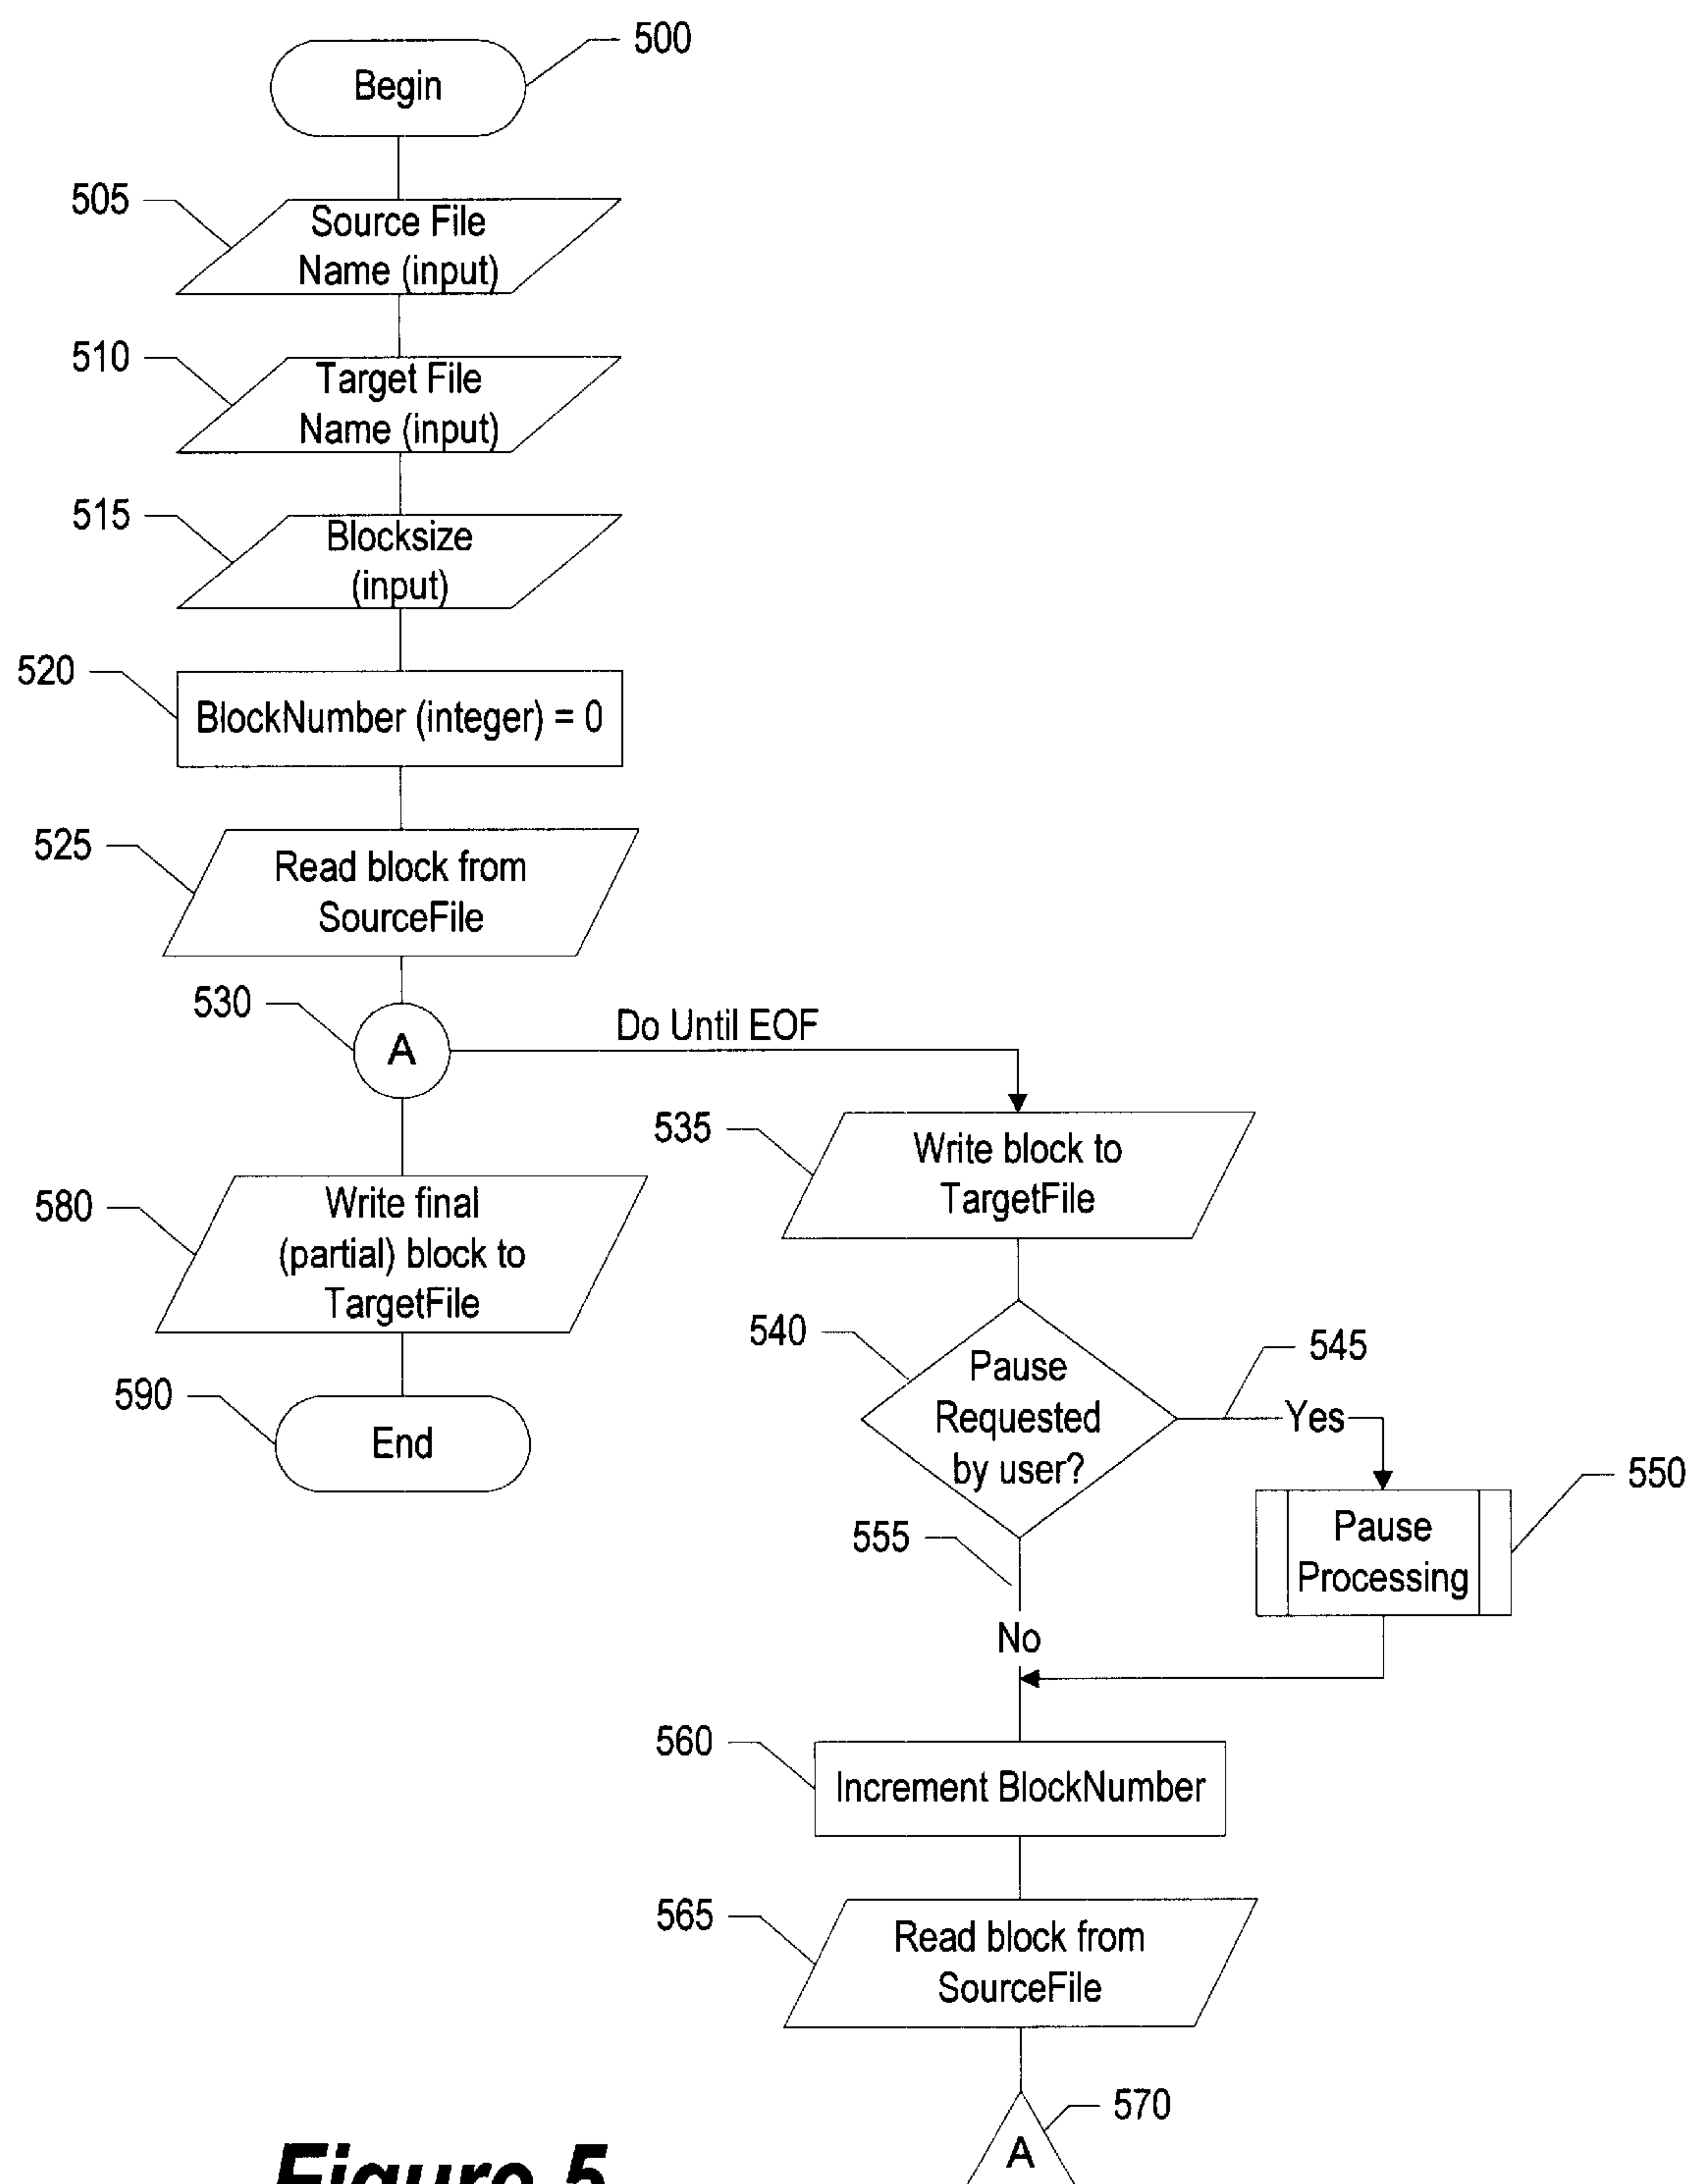 500
Begin
505
Source File
Name (input)
510
Target File
Name (input)
515
Blocksize
(input)
520
BlockNumber (integer) = 0
525
Read block from
SourceFile
530
A
Do Until EOF
535
Write block to
TargetFile
580
Write final
(partial) block to
TargetFile
590
End
540
Pause
Requested
by user?
545
Yes
550
Pause
Processing
555
No
560
Increment BlockNumber
565
Read block from
SourceFile
570
A
Figure 5